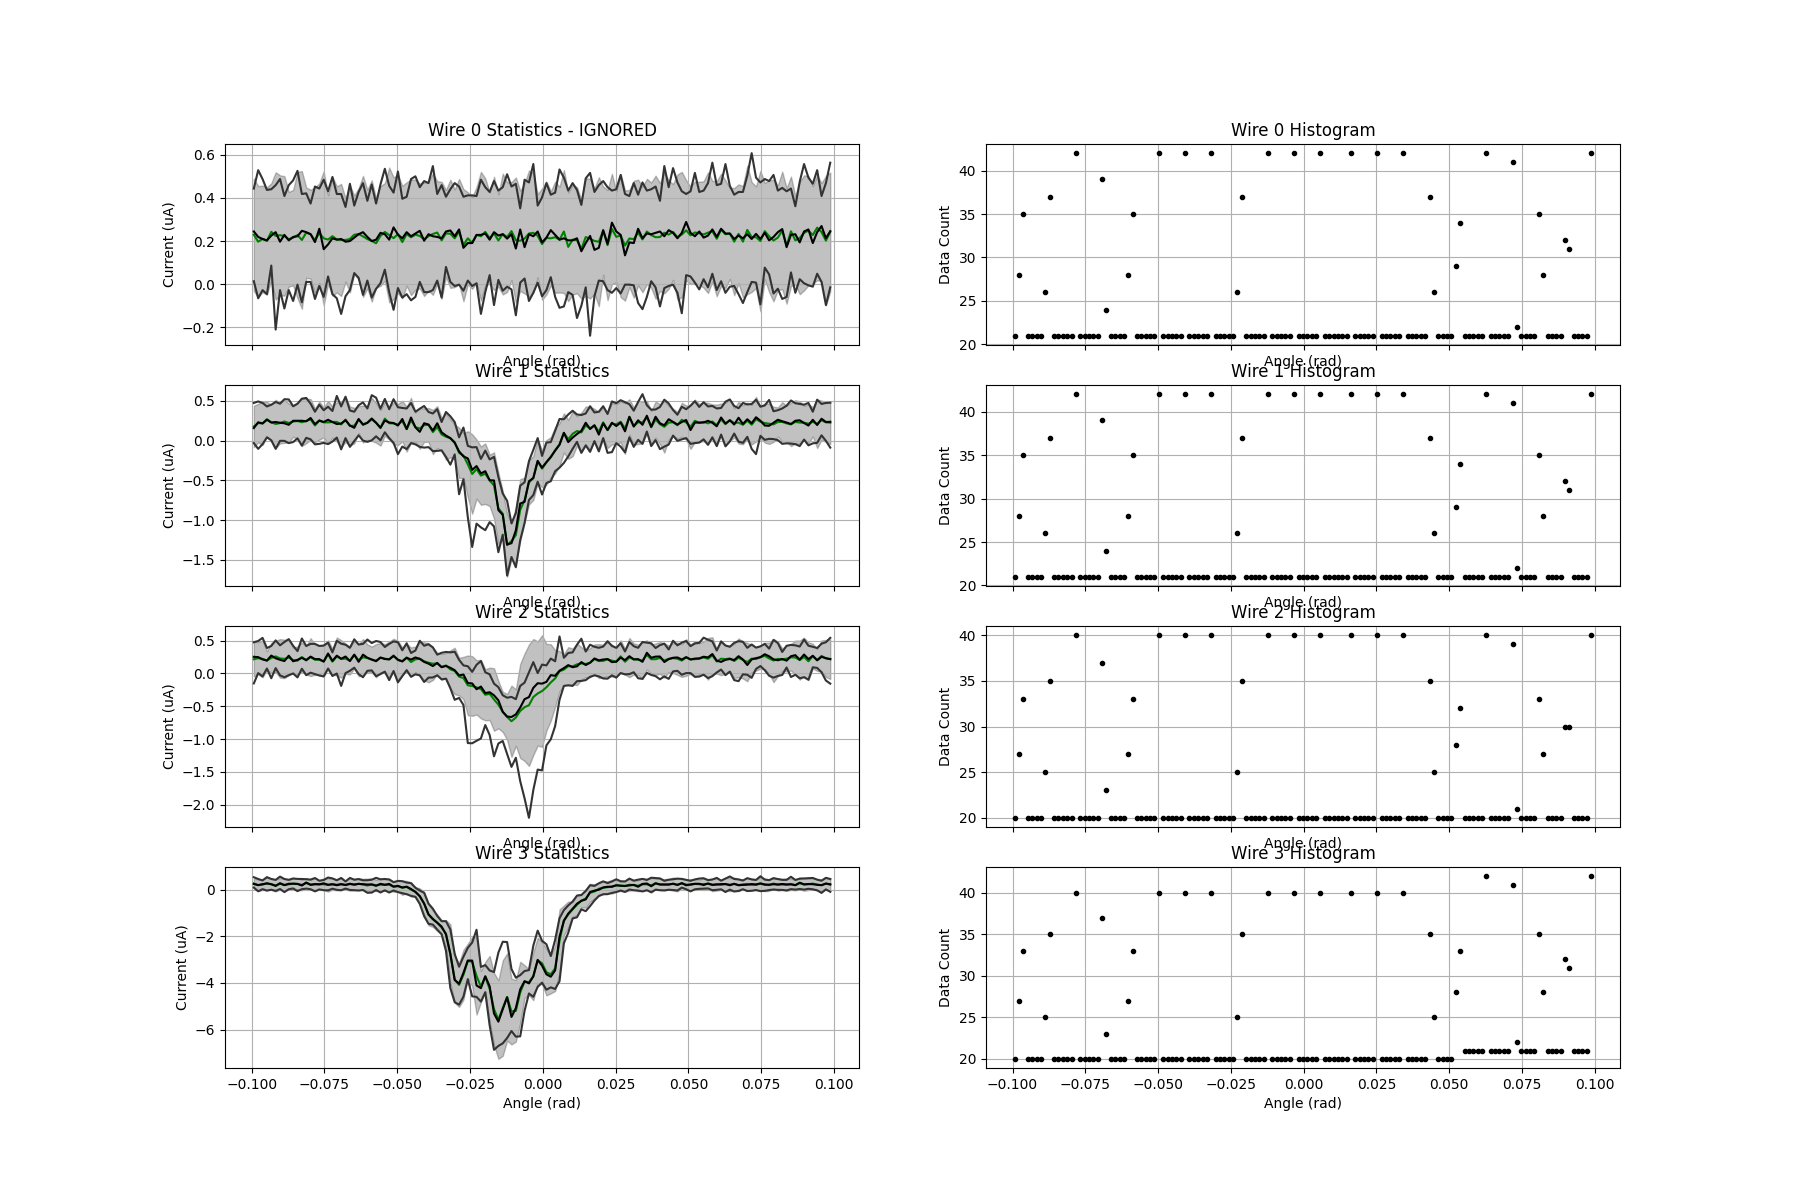 Wire 0 Statistics - IGNORED
Current (uA)
0.6
0.4
0.2
0.0
−0.2
Angle (rad)
Wire 0 Histogram
Data Count
40
35
30
25
20
Angle (rad)
Wire 1 Statistics
Current (uA)
0.5
0.0
−0.5
−1.0
−1.5
Angle (rad)
Wire 1 Histogram
Data Count
40
35
30
25
20
Angle (rad)
Wire 2 Statistics
Current (uA)
0.5
0.0
−0.5
−1.0
−1.5
−2.0
Angle (rad)
Wire 2 Histogram
Data Count
40
35
30
25
20
Angle (rad)
Wire 3 Statistics
Current (uA)
0
−2
−4
−6
−0.100 −0.075 −0.050 −0.025 0.000 0.025 0.050 0.075 0.100
Angle (rad)
Wire 3 Histogram
Data Count
40
35
30
25
20
−0.100 −0.075 −0.050 −0.025 0.000 0.025 0.050 0.075 0.100
Angle (rad)